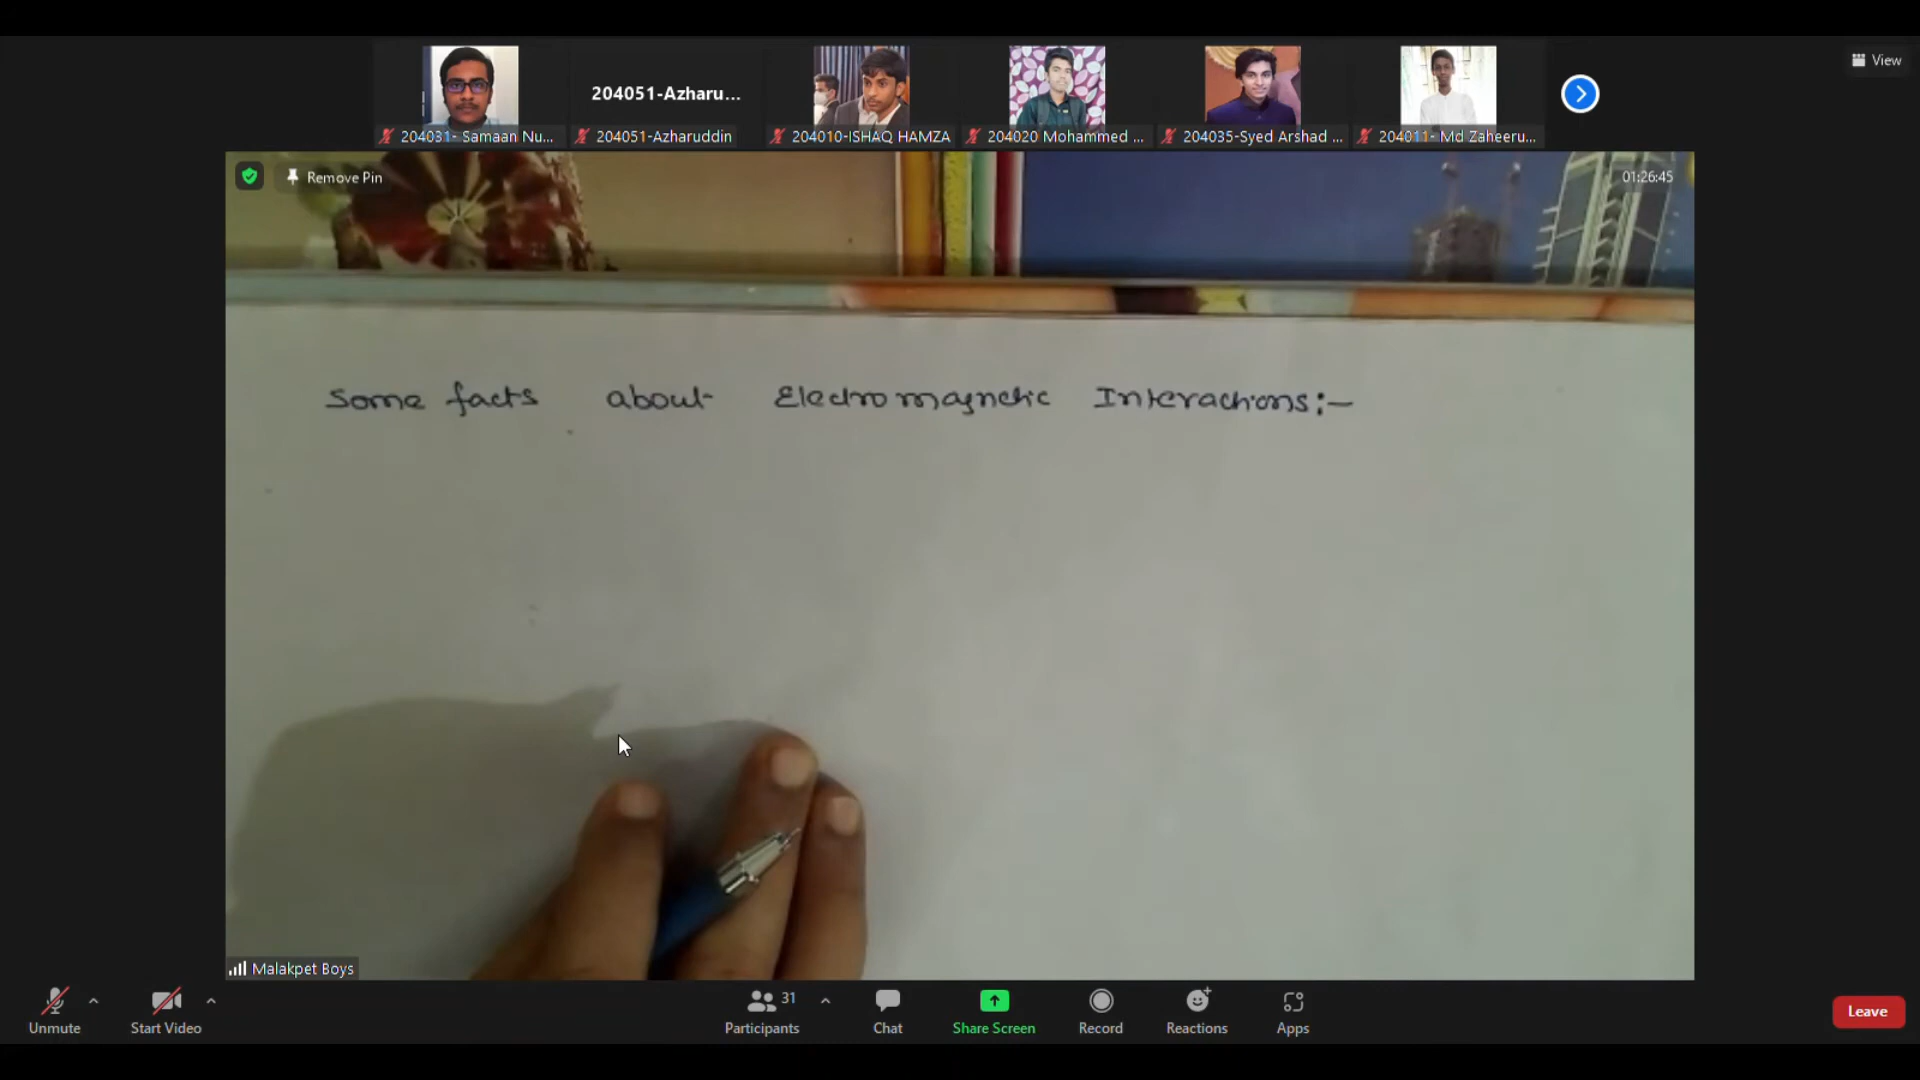 View
204051-Azharu...
204031- Samaan Nu...
204051-Azharuddin
204010-ISHAQ HAMZA
204020 Mohammed ...
204035-Syed Arshad ...
204011- Md Zaheeru...
Remove Pin
01:26:45
Some facts about Electromagnetic Interactions:-
Malakpet Boys
31
Unmute
Start Video
Participants
Chat
Share Screen
Record
Reactions
Apps
Leave